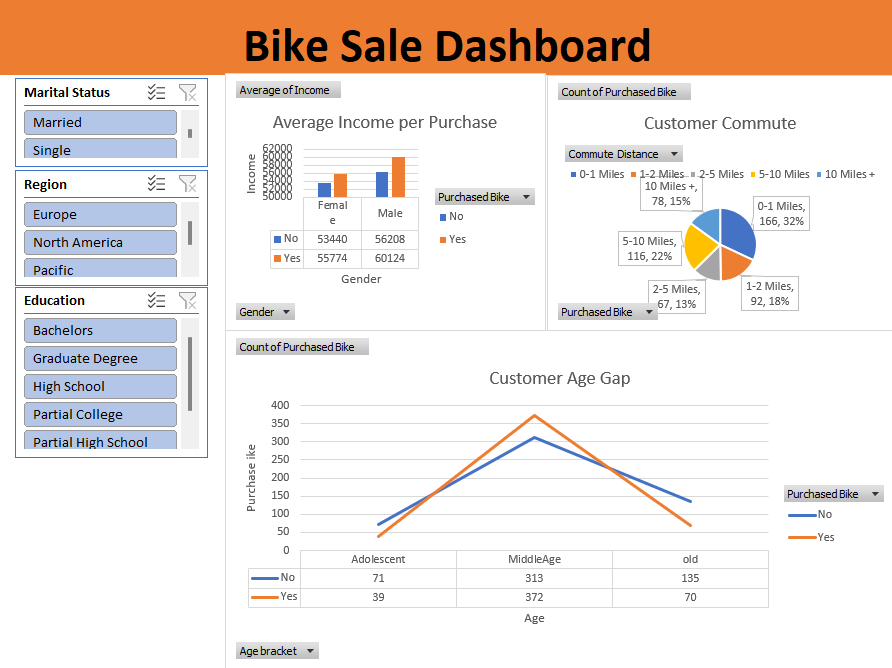 Bike Sale Dashboard
Marital Status
Married
Single
Region
Europe
North America
Pacific
Education
Bachelors
Graduate Degree
High School
Partial College
Partial High School
Average of Income
Average Income per Purchase
Income
62000
60000
58000
56000
54000
52000
50000
Femal
e
Male
No 53440 56208
Yes 55774 60124
Gender
Purchased Bike
No
Yes
Gender
Count of Purchased Bike
Customer Commute
Commute Distance
0-1 Miles 1-2 Miles 2-5 Miles 5-10 Miles 10 Miles +
10 Miles +,
78, 15%
0-1 Miles,
166, 32%
5-10 Miles,
116, 22%
2-5 Miles,
67, 13%
1-2 Miles,
92, 18%
Purchased Bike
Count of Purchased Bike
Customer Age Gap
Purchase ike
400
350
300
250
200
150
100
50
0
Adolescent MiddleAge old
No 71 313 135
Yes 39 372 70
Age
Purchased Bike
No
Yes
Age bracket